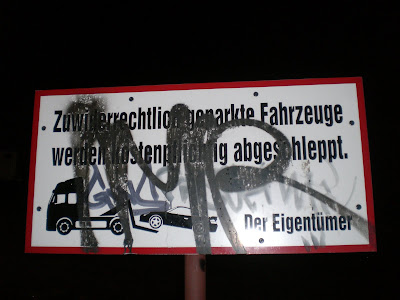 Zuwiderrechtlich geparkte Fahrzeuge
werden kostenpflichtig abgeschleppt.
Der Eigentümer